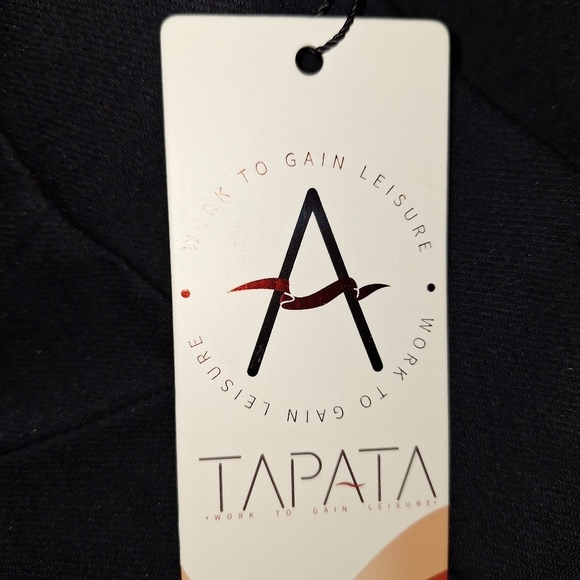 WORK TO GAIN LEISURE
A
WORK TO GAIN LEISURE
TAPATA
•WORK TO GAIN LEISURE•